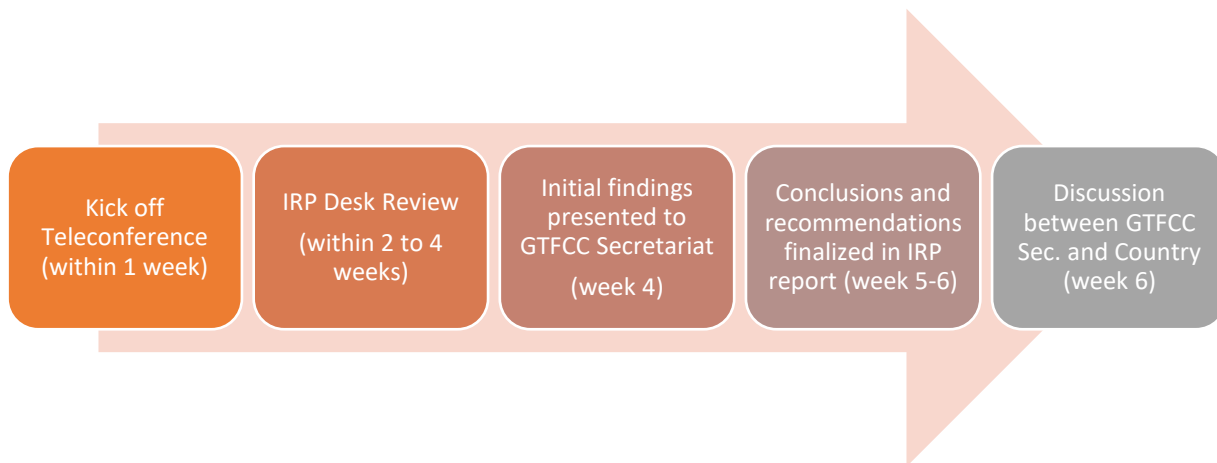 Kick off
Teleconference
(within 1 week)
IRP Desk Review
(within 2 to 4
weeks)
Initial findings
presented to
GTFCC Secretariat
(week 4)
Conclusions and
recommendations
finalized in IRP
report (week 5-6)
Discussion
between GTFCC
Sec. and Country
(week 6)